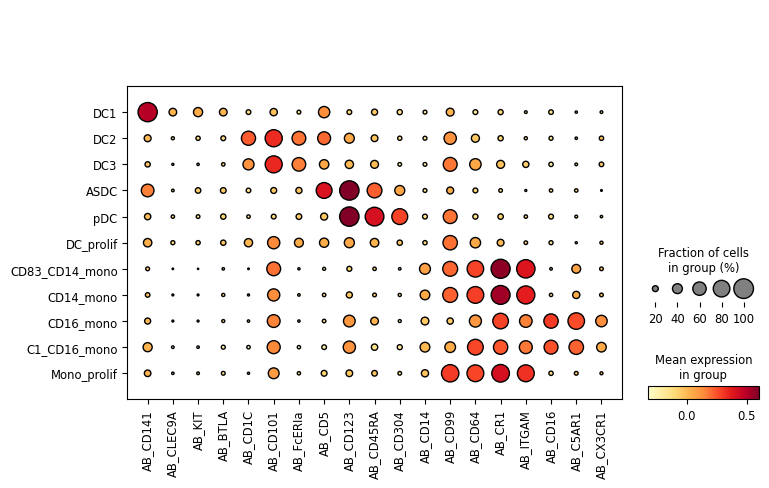 DC1
DC2
DC3
ASDC
pDC
DC_prolif
CD83_CD14_mono
CD14_mono
CD16_mono
C1_CD16_mono
Mono_prolif
AB_CD141
AB_CLEC9A
AB_KIT
AB_BTLA
AB_CD1C
AB_CD101
AB_FcERIa
AB_CD5
AB_CD123
AB_CD45RA
AB_CD304
AB_CD14
AB_CD99
AB_CD64
AB_CR1
AB_ITGAM
AB_CD16
AB_C5AR1
AB_CX3CR1
Fraction of cells
in group (%)
20 40 60 80 100
Mean expression
in group
0.0 0.5